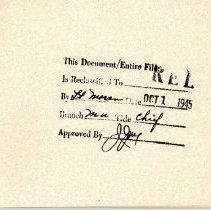 This Document/Entire File
Is Reclassified To REL
By Lt Moran Date OCT 1 1945
Branch Title Chief
Approved By